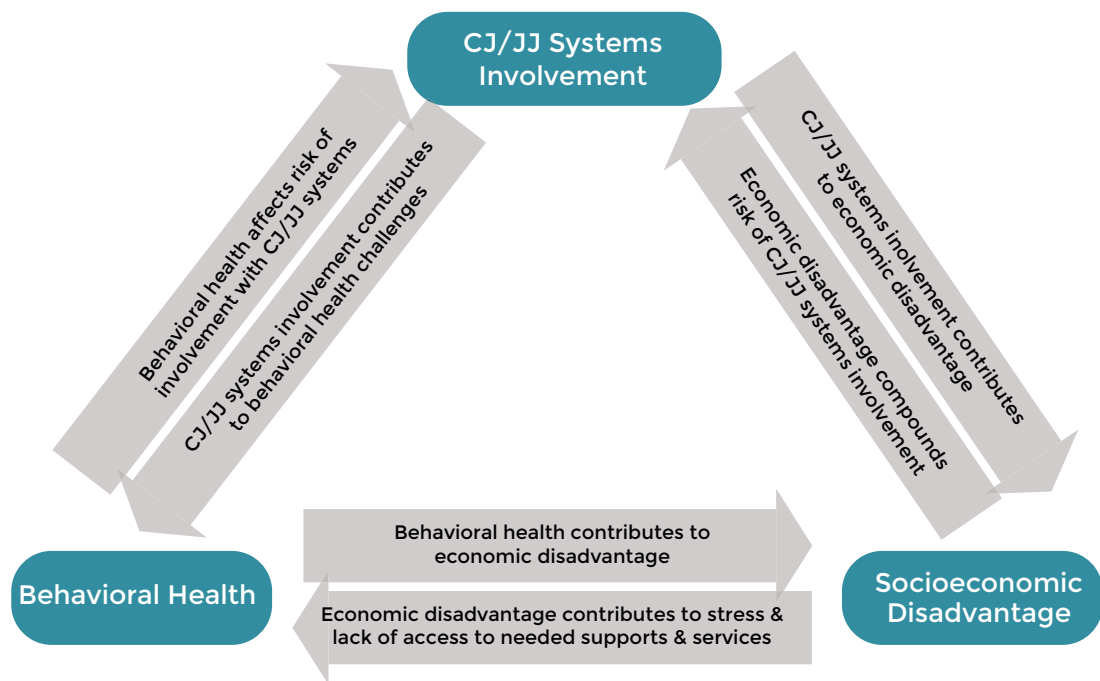 CJ/JJ Systems
Involvement
Behavioral health affects risk of
involvement with CJ/JJ systems
CJ/JJ systems involvement contributes
to behavioral health challenges
Economic disadvantage compounds
risk of CJ/JJ systems involvement
CJ/JJ systems inolvement contributes
to economic disadvantage
Behavioral health contributes to
economic disadvantage
Behavioral Health
Economic disadvantage contributes to stress &
lack of access to needed supports & services
Socioeconomic
Disadvantage